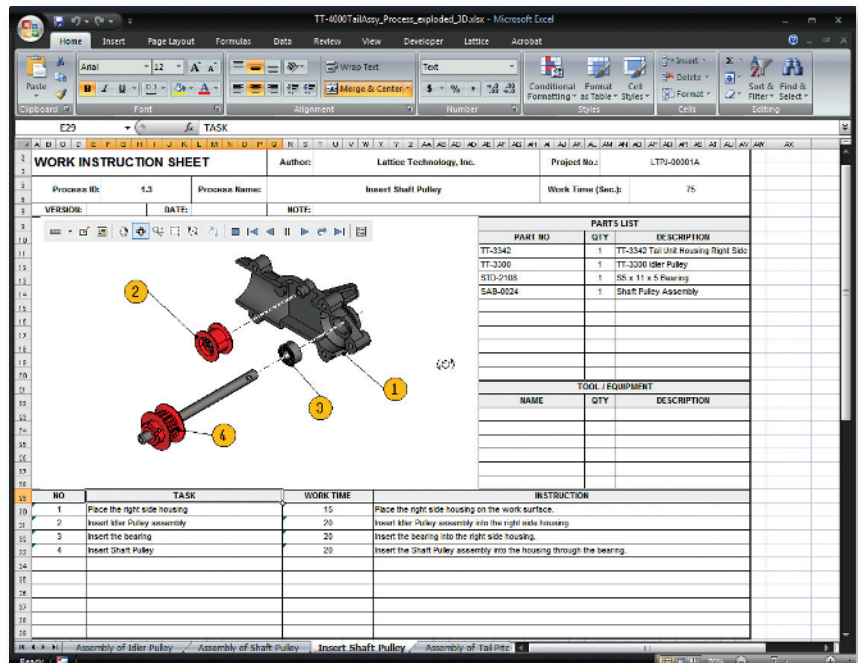 TT-4000TailAssy_Process_exploded_3D.xlsx - Microsoft Excel
Home Insert Page Layout Formulas Data Review View Developer Lattice Acrobat
Paste
Arial 12
Wrap Text
Text
Merge & Center
Conditional Formatting
Format as Table
Cell Styles
Insert
Delete
Format
Sort & Filter
Find & Select
Clipboard Font Alignment Number Styles Cells Editing
E29 fx TASK
WORK INSTRUCTION SHEET Author: Lattice Technology, Inc. Project No.: LTPJ-00001A
Process ID: 1.3 Process Name: Insert Shaft Pulley Work Time (Sec.): 75
VERSION: DATE: NOTE:
PARTS LIST
PART NO QTY DESCRIPTION
TT-3342 1 TT-3342 Tail Unit Housing Right Side
TT-3300 1 TT-3300 Idler Pulley
STD-2108 1 S5 x 11 x 5 Bearing
SAB-0024 1 Shaft Pulley Assembly
2
1
3
4
TOOL / EQUIPMENT
NAME QTY DESCRIPTION
NO TASK WORK TIME INSTRUCTION
1 Place the right side housing 15 Place the right side housing on the work surface.
2 Insert Idler Pulley assembly 20 Insert Idler Pulley assembly into the right side housing
3 Insert the bearing 20 Insert the bearing into the right side housing.
4 Insert Shaft Pulley 20 Insert the Shaft Pulley assembly into the housing through the bearing.
Assembly of Idler Pulley Assembly of Shaft Pulley Insert Shaft Pulley Assembly of Tail Pitc
Ready 70%